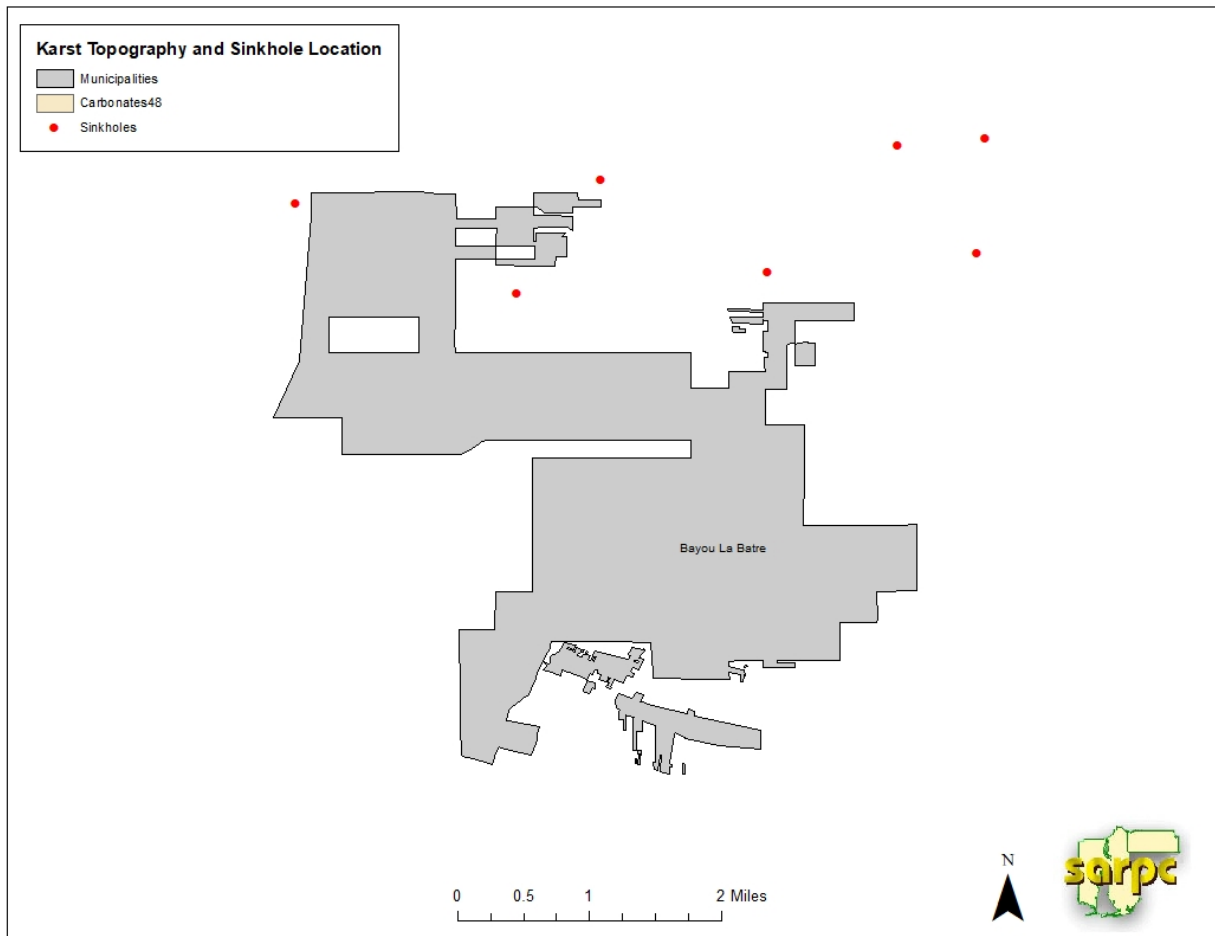 Karst Topography and Sinkhole Location
Municipalities
Carbonates48
Sinkholes
Bayou La Batre
0 0.5 1 2 Miles
N
sarpc